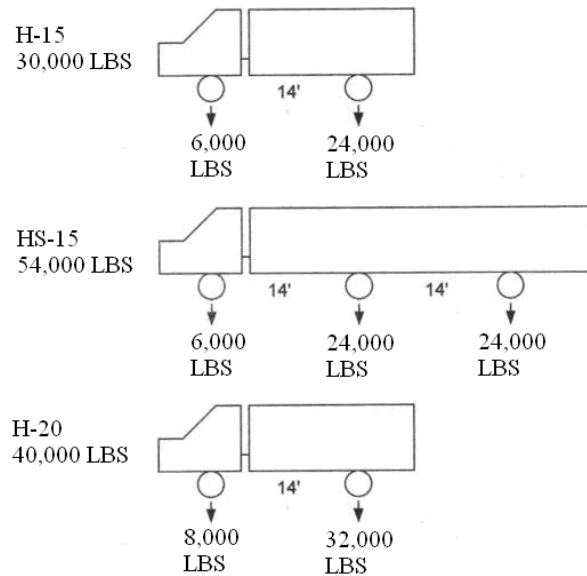 H-15
30,000 LBS
14'
6,000
LBS
24,000
LBS
HS-15
54,000 LBS
14'
14'
6,000
LBS
24,000
LBS
24,000
LBS
H-20
40,000 LBS
14'
8,000
LBS
32,000
LBS